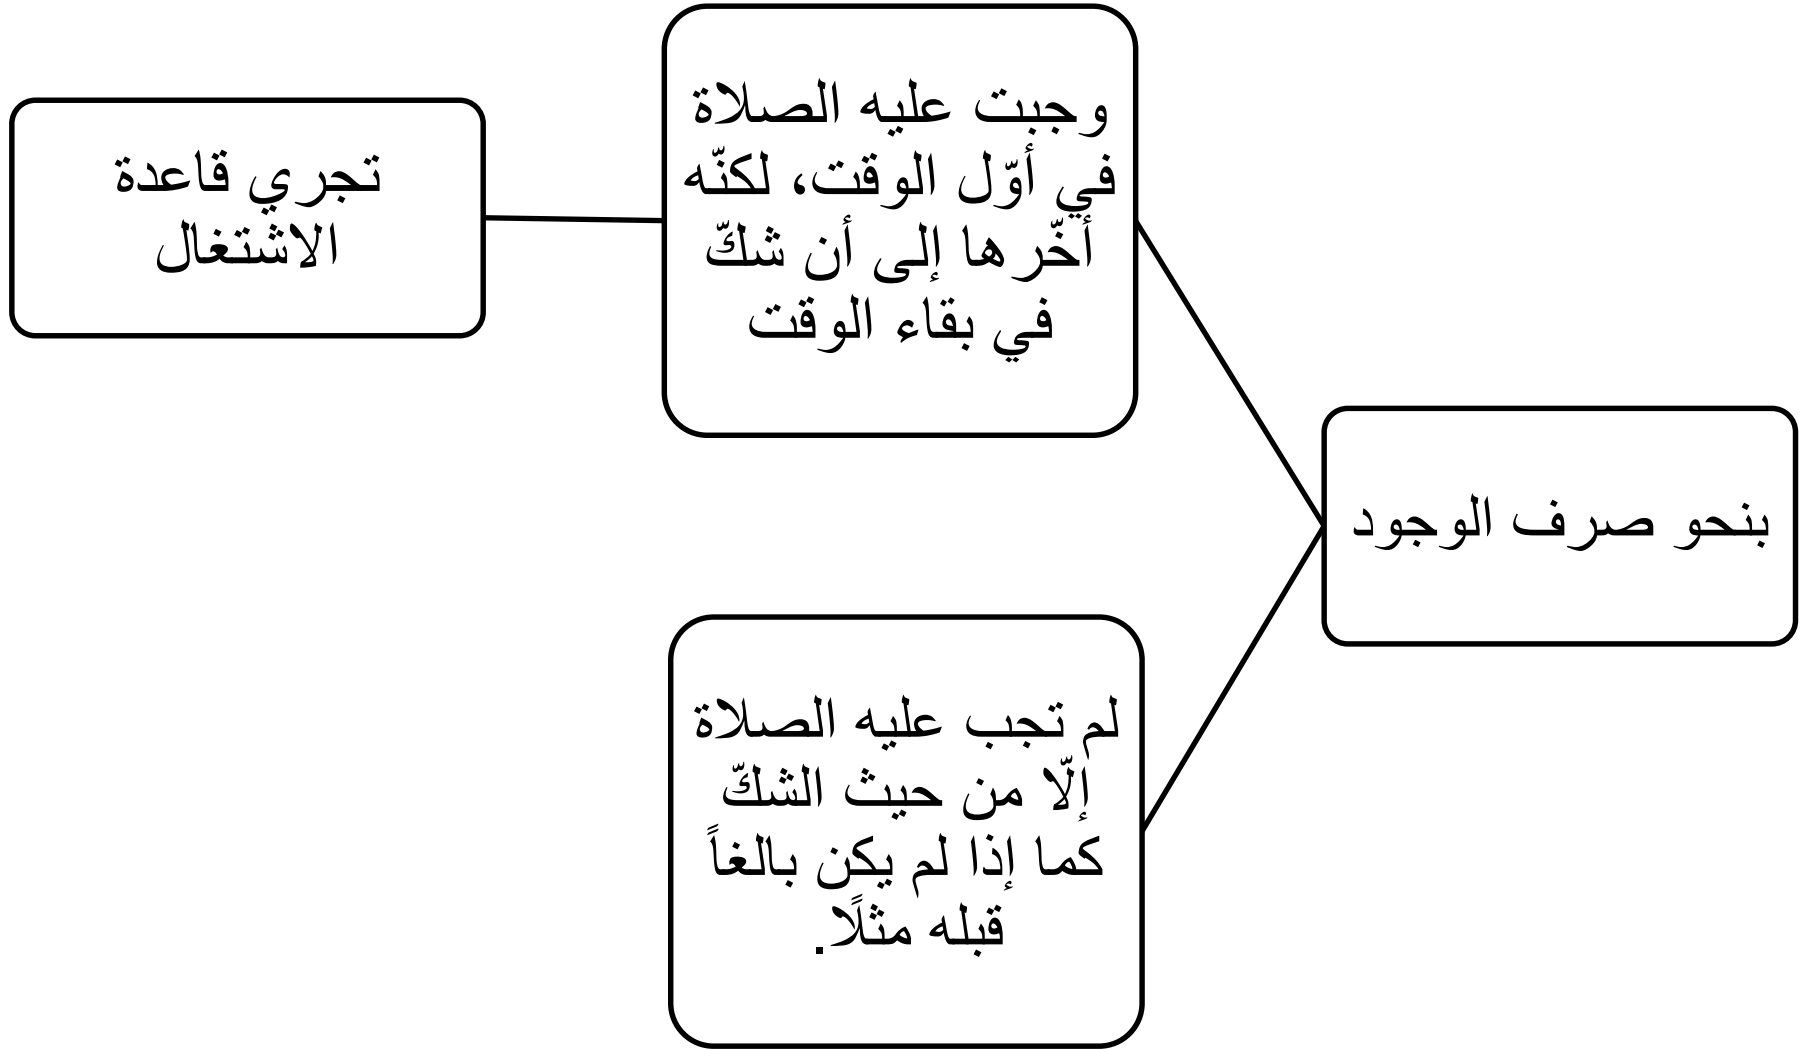 بنحو صرف الوجود
وجبت عليه الصلاة
في أوّل الوقت، لكنّه
أخّرها إلى أن شكّ
في بقاء الوقت
تجري قاعدة
الاشتغال
لم تجب عليه الصلاة
إلّا من حيث الشكّ
كما إذا لم يكن بالغاً
قبله مثلًا.